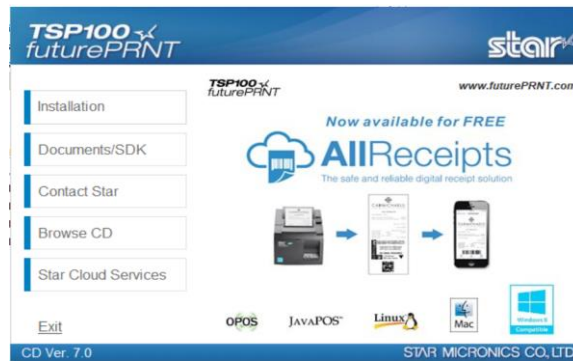 TSP100
futurePRNT
star
Installation
Documents/SDK
Contact Star
Browse CD
Star Cloud Services
Exit
TSP100
futurePRNT
www.futurePRNT.com
Now available for FREE
AllReceipts
The safe and reliable digital receipt solution
OPOS
JAVAPOS™
Linux
Mac
Windows 8
Compatible
CD Ver. 7.0
STAR MICRONICS CO., LTD